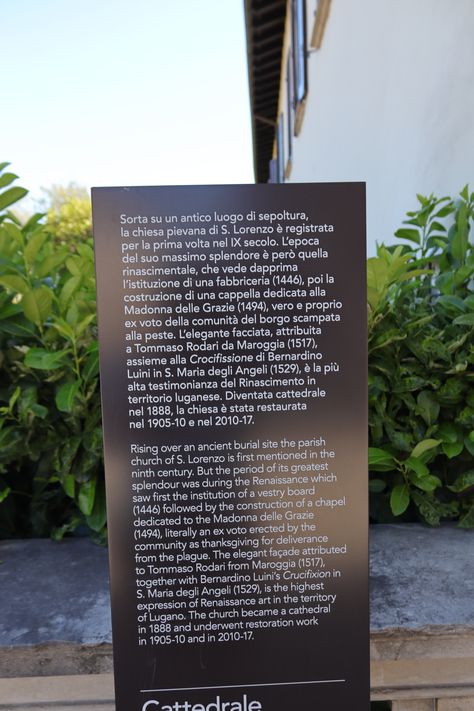 Sorta su un antico luogo di sepoltura,
la chiesa pievana di S. Lorenzo è registrata
per la prima volta nel IX secolo. L'epoca
del suo massimo splendore è però quella
rinascimentale, che vede dapprima
l'istituzione di una fabbriceria (1446), poi la
costruzione di una cappella dedicata alla
Madonna delle Grazie (1494), vero e proprio
ex voto della comunità del borgo scampata
alla peste. L'elegante facciata, attribuita
a Tommaso Rodari da Maroggia (1517),
assieme alla Crocifissione di Bernardino
Luini in S. Maria degli Angeli (1529), è la più
alta testimonianza del Rinascimento in
territorio luganese. Diventata cattedrale
nel 1888, la chiesa è stata restaurata
nel 1905-10 e nel 2010-17.
Rising over an ancient burial site the parish
church of S. Lorenzo is first mentioned in the
ninth century. But the period of its greatest
splendour was during the Renaissance which
saw first the institution of a vestry board
(1446) followed by the construction of a chapel
dedicated to the Madonna delle Grazie
(1494), literally an ex voto erected by the
community as thanksgiving for deliverance
from the plague. The elegant façade attributed
to Tommaso Rodari from Maroggia (1517),
together with Bernardino Luini's Crucifixion in
S. Maria degli Angeli (1529), is the highest
expression of Renaissance art in the territory
of Lugano. The church became a cathedral
in 1888 and underwent restoration work
in 1905-10 and in 2010-17.
Cattedrale